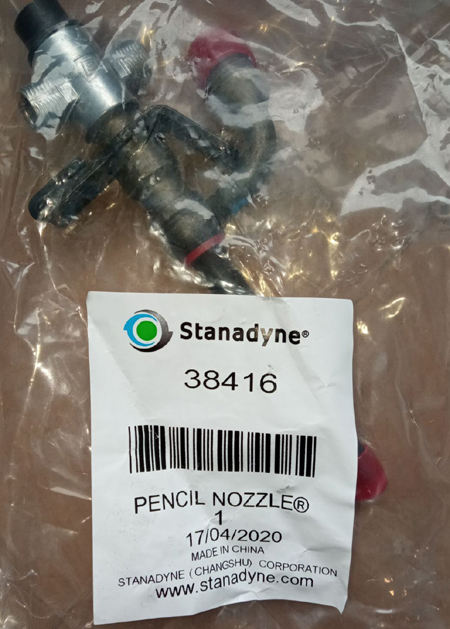 Stanadyne®
38416
PENCIL NOZZLE®
1
17/04/2020
MADE IN CHINA
STANADYNE (CHANGSHU) CORPORATION
www.stanadyne.com